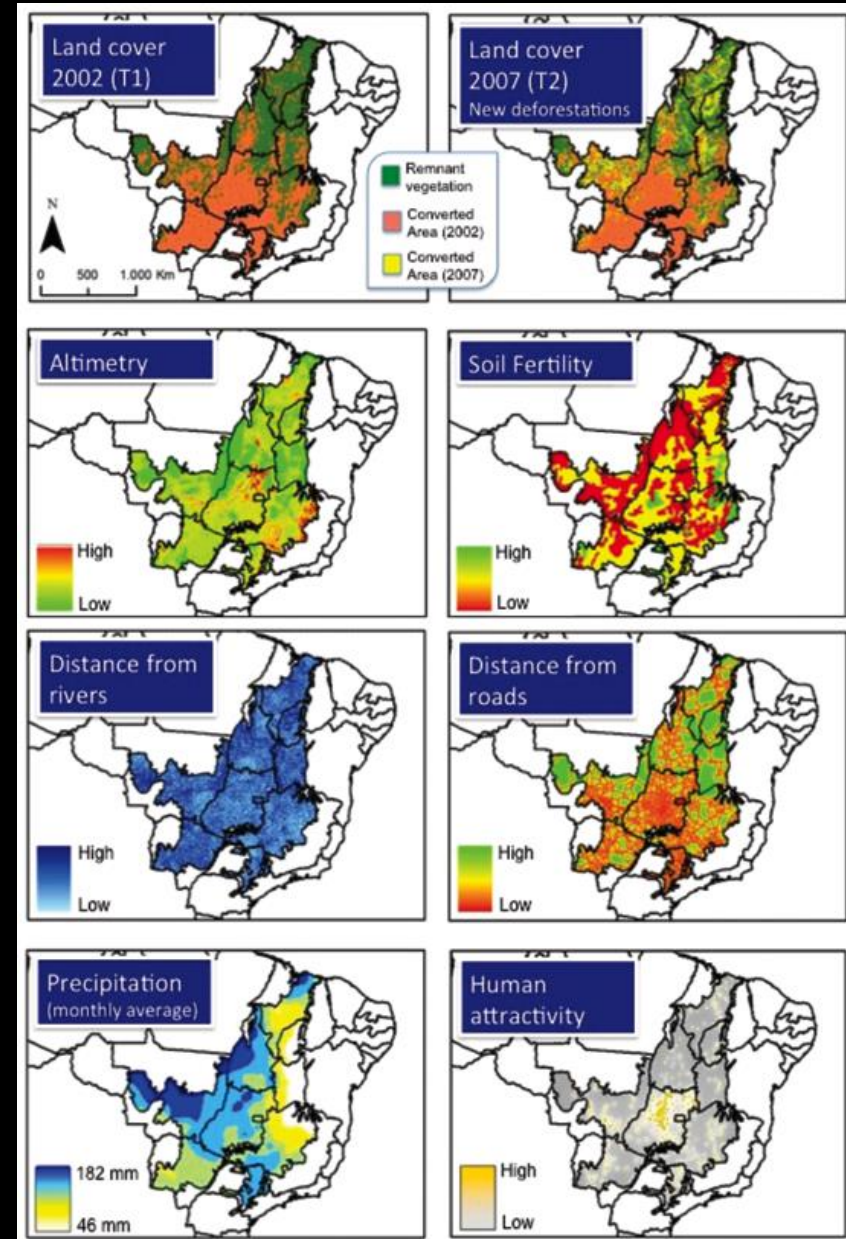 Land cover
2002 (T1)
Land cover
2007 (T2)
New deforestations
Remnant
vegetation
Converted
Area (2002)
Converted
Area (2007)
N
0 500 1.000 Km
Altimetry
High
Low
Soil Fertility
High
Low
Distance from
rivers
High
Low
Distance from
roads
High
Low
Precipitation
(monthly average)
182 mm
46 mm
Human
attractivity
High
Low